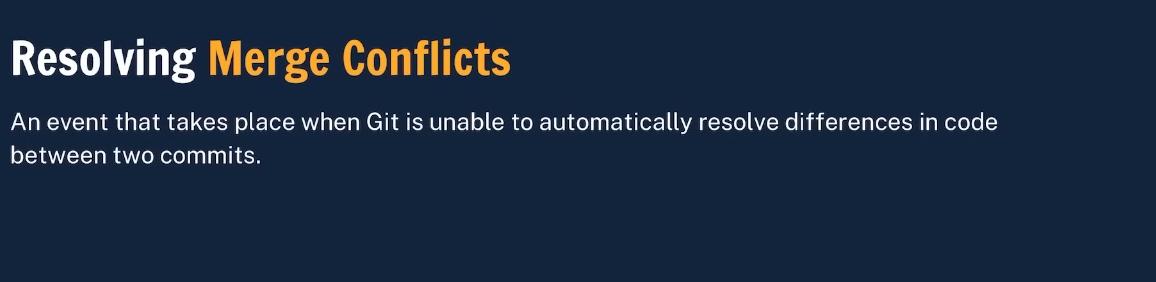 Resolving Merge Conflicts
An event that takes place when Git is unable to automatically resolve differences in code
between two commits.